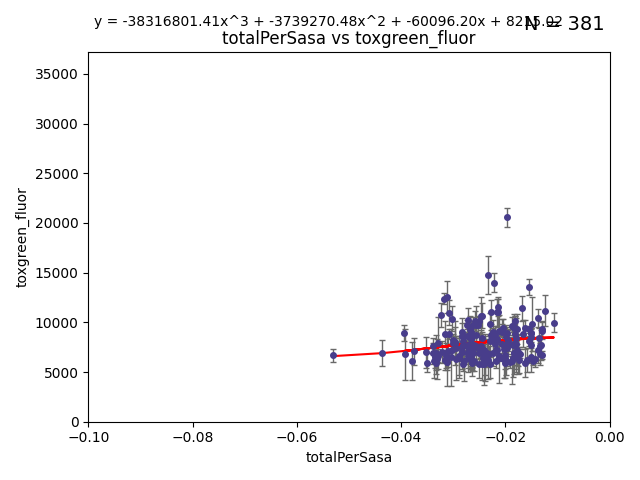 y = -38316801.41x^3 + -3739270.48x^2 + -60096.20x +
N = 381
totalPerSasa vs toxgreen_fluor
35000
30000
25000
20000
15000
10000
5000
0
toxgreen_fluor
−0.10
−0.08
−0.06
−0.04
−0.02
0.00
totalPerSasa